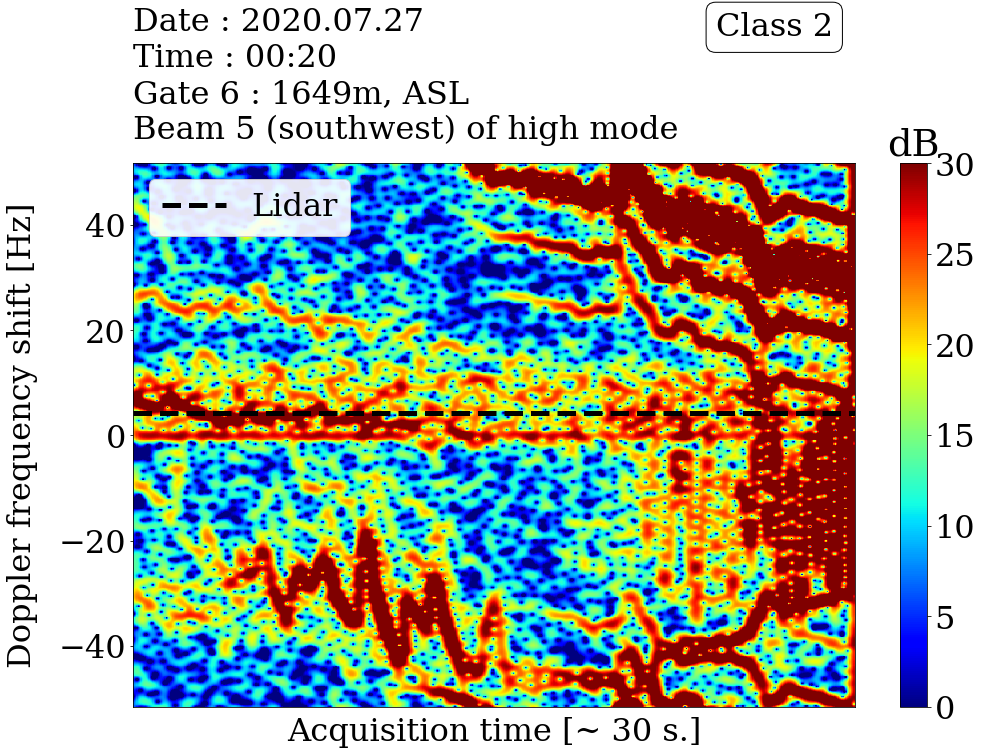 Date : 2020.07.27
Time : 00:20
Gate 6 : 1649m, ASL
Beam 5 (southwest) of high mode
Class 2
dB
Lidar
Doppler frequency shift [Hz]
40
20
0
−20
−40
30
25
20
15
10
5
0
Acquisition time [~ 30 s.]